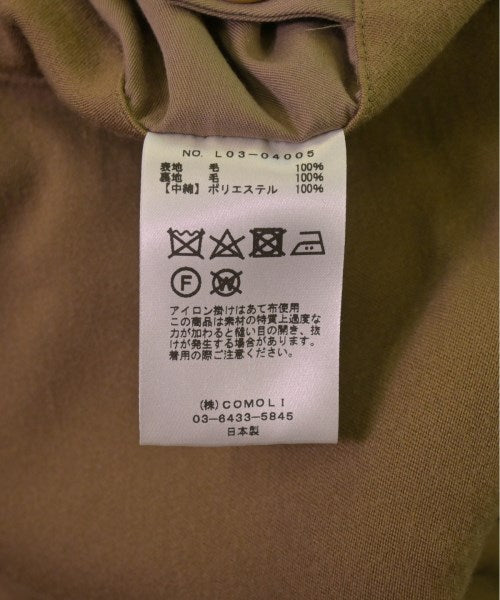 NO. L03-04005
表地 毛 100%
裏地 毛 100%
【中綿】 ポリエステル 100%
F W
アイロン掛けはあて布使用
この商品は素材の特質上過度な
力が加わると縫い目の開き、抜
けが発生する場合があります。
着用の際ご注意ください。
(株)COMOLI
03-6433-5845
日本製